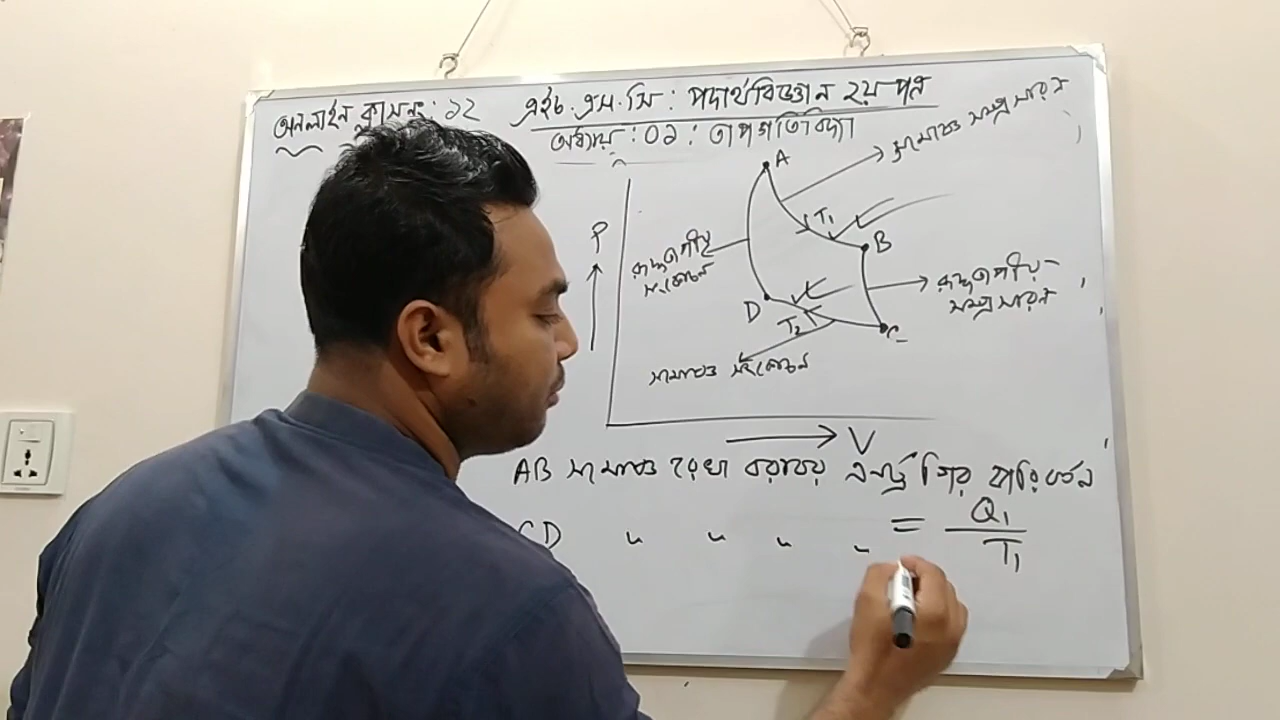 অনলাইন ক্লাস নং : ১২
এইচ.এস.সি : পদার্থবিজ্ঞান ২য় পত্র
অধ্যায় : ০১ : তাপগতিবিদ্যা
A
সমোষ্ণ সম্প্রসারণ
P
T₁
B
রুদ্ধতাপীয়
সংকোচন
রুদ্ধতাপীয়
সম্প্রসারণ
D
T₂
C
সমোষ্ণ সংকোচন
V
AB সমোষ্ণ রেখা বরাবর এনট্রপির পরিবর্তন
= Q₁
T₁
CD " " " "